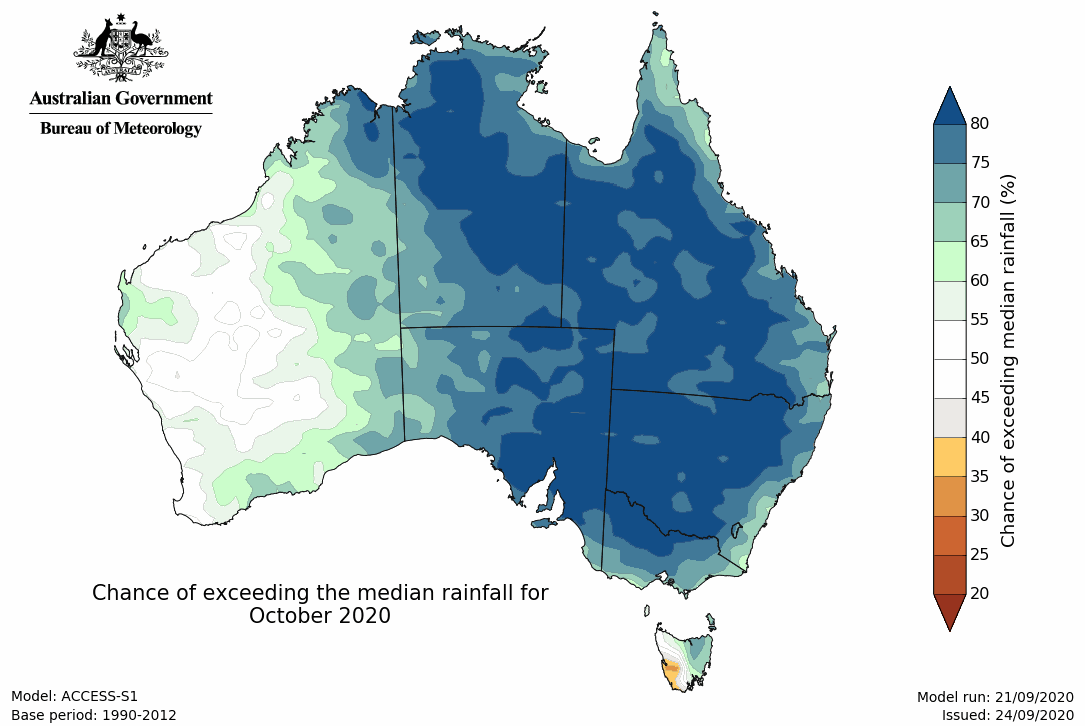 Australian Government
Bureau of Meteorology
80
75
70
65
60
55
50
45
40
35
30
25
20
Chance of exceeding median rainfall (%)
Chance of exceeding the median rainfall for
October 2020
Model: ACCESS-S1
Base period: 1990-2012
Model run: 21/09/2020
Issued: 24/09/2020